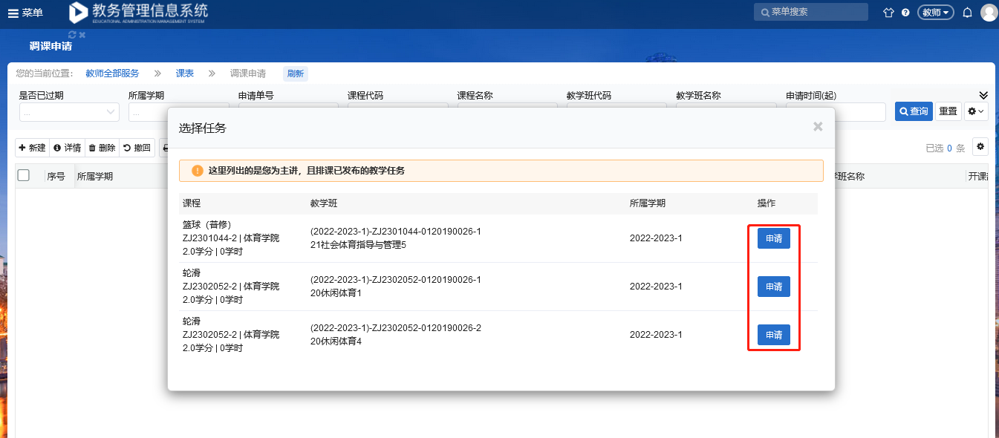 菜单
教务管理信息系统
EDUCATIONAL ADMINISTRATION MANAGEMENT SYSTEM
菜单搜索
教师
调课申请
您的当前位置： 教师全部服务 课表 调课申请 刷新
是否已过期 所属学期 申请单号 课程代码 课程名称 教学班代码 教学班名称 申请时间(起)
... ... 查询 重置
新建 详情 删除 撤回 已选 0 条
序号 所属学期 学班名称 开课
选择任务
这里列出的是您为主讲，且排课已发布的教学任务
课程 教学班 所属学期 操作
篮球（普修）
ZJ2301044-2 | 体育学院
2.0学分 | 0学时
(2022-2023-1)-ZJ2301044-0120190026-1
21社会体育指导与管理5
2022-2023-1 申请
轮滑
ZJ2302052-2 | 体育学院
2.0学分 | 0学时
(2022-2023-1)-ZJ2302052-0120190026-1
20休闲体育1
2022-2023-1 申请
轮滑
ZJ2302052-2 | 体育学院
2.0学分 | 0学时
(2022-2023-1)-ZJ2302052-0120190026-2
20休闲体育4
2022-2023-1 申请